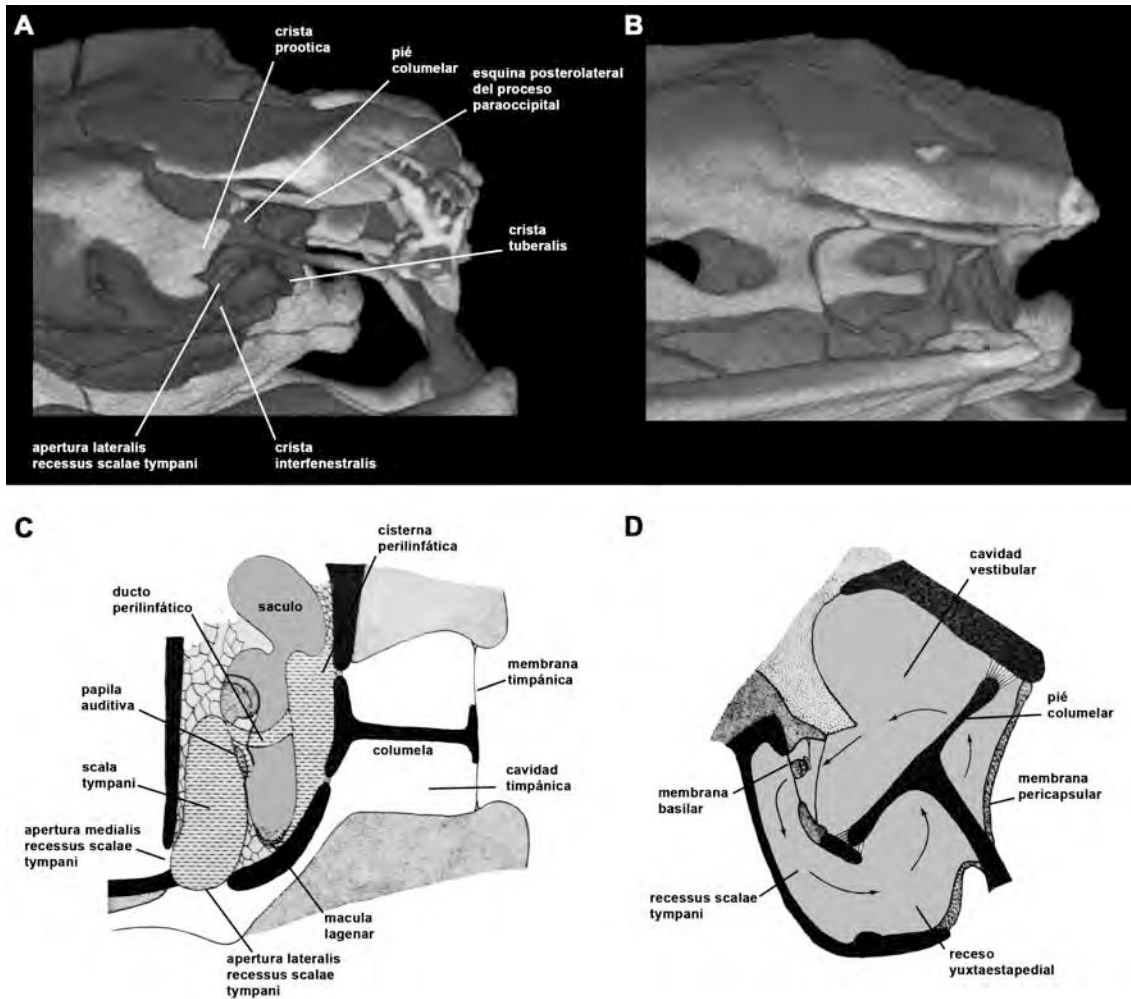 A
crista
prootica
pié
columelar
esquina posterolateral
del proceso
paraoccipital
crista
tuberalis
apertura lateralis
recessus scalae tympani
crista
interfenestralis
B
C
cisterna
perilinfática
ducto
perilinfático
saculo
papila
auditiva
scala
tympani
apertura medialis
recessus scalae
tympani
membrana
timpánica
columela
cavidad
timpánica
macula
lagenar
apertura lateralis
recessus scalae
tympani
D
cavidad
vestibular
pié
columelar
membrana
basilar
membrana
pericapsular
recessus scalae
tympani
receso
yuxtaestapedial